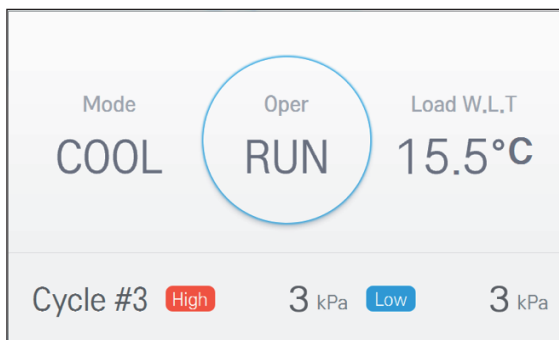 Mode Oper Load W.L.T
COOL RUN 15.5°C
Cycle #3 High 3 kPa Low 3 kPa